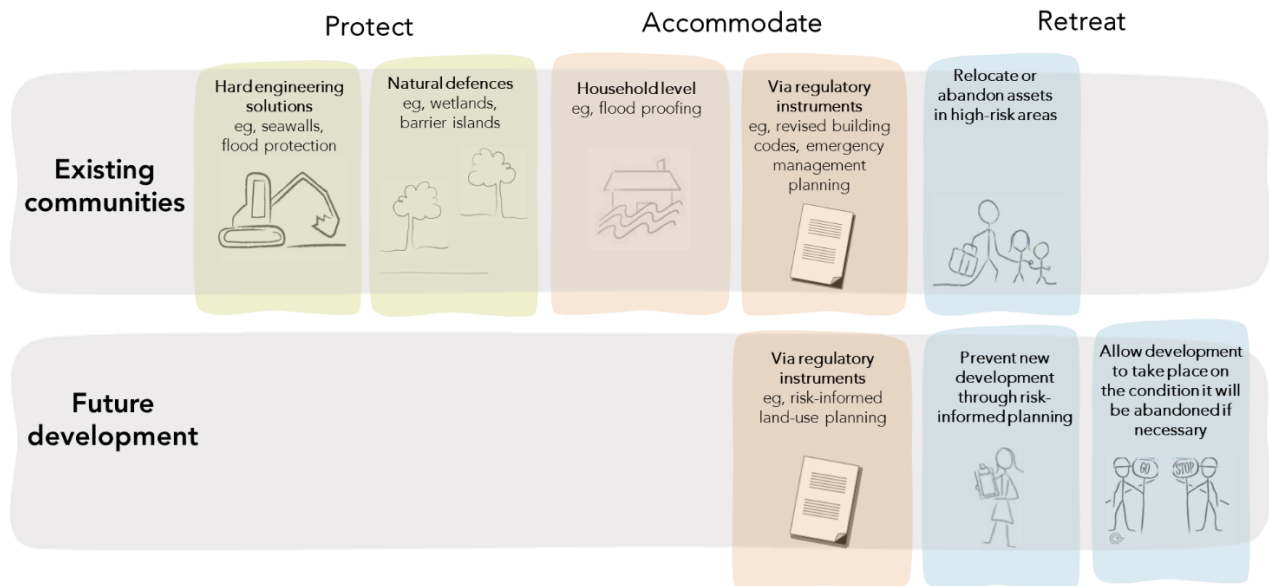 Protect
Accommodate
Retreat
Existing
communities
Hard engineering
solutions
eg, seawalls,
flood protection
Natural defences
eg, wetlands,
barrier islands
Household level
eg, flood proofing
Via regulatory
instruments
eg, revised building
codes, emergency
management
planning
Relocate or
abandon assets
in high-risk areas
Future
development
Via regulatory
instruments
eg, risk-informed
land-use planning
Prevent new
development
through risk-
informed planning
Allow development
to take place on
the condition it will
be abandoned if
necessary
GO
STOP